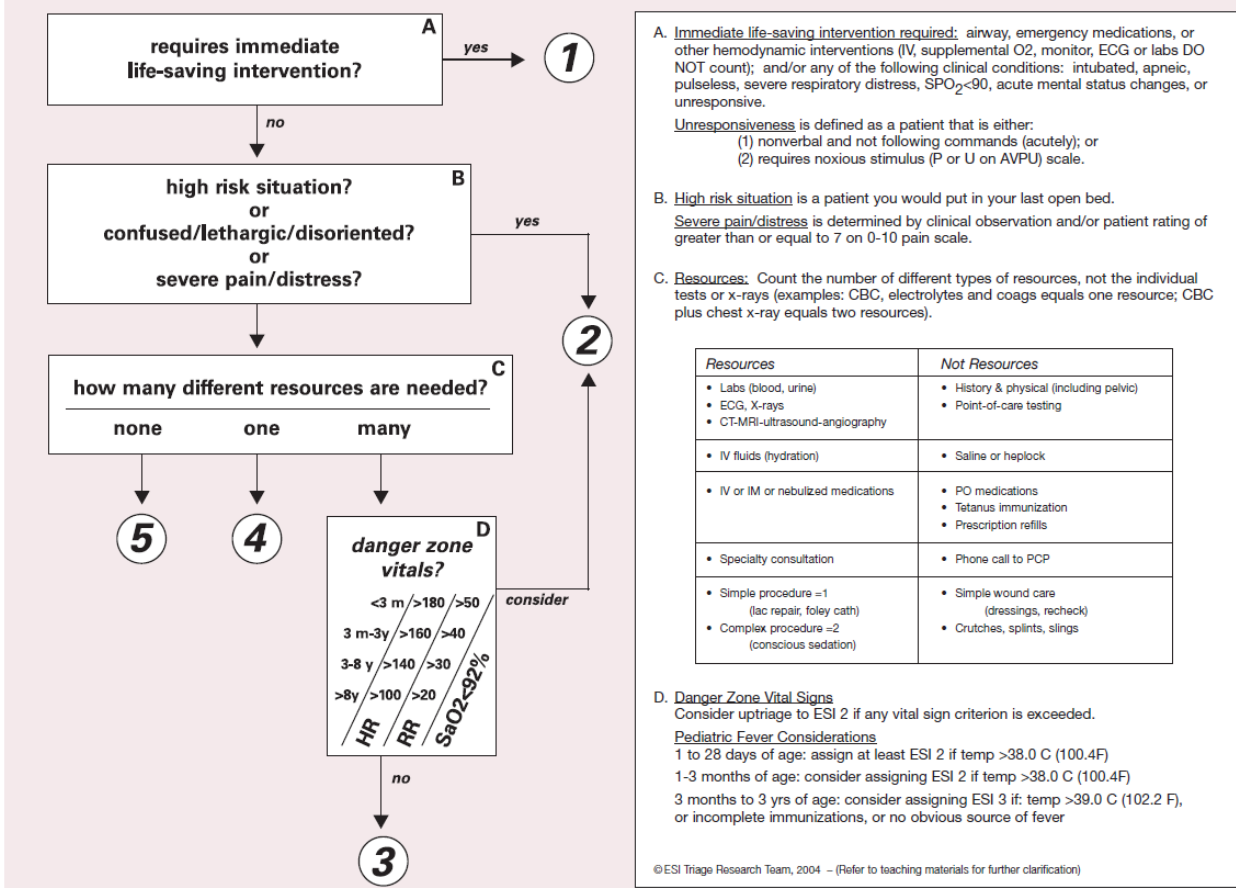 A
requires immediate
life-saving intervention?
yes
1
no
B
high risk situation?
or
confused/lethargic/disoriented?
or
severe pain/distress?
yes
2
C
how many different resources are needed?
none one many
5
4
D
danger zone
vitals?
<3 m >180 >50
3 m-3y >160 >40
3-8 y >140 >30
>8y >100 >20
HR RR SaO2<92%
consider
no
3
A. Immediate life-saving intervention required: airway, emergency medications, or
other hemodynamic interventions (IV, supplemental O2, monitor, ECG or labs DO
NOT count); and/or any of the following clinical conditions: intubated, apneic,
pulseless, severe respiratory distress, SPO2<90, acute mental status changes, or
unresponsive.
Unresponsiveness is defined as a patient that is either:
(1) nonverbal and not following commands (acutely); or
(2) requires noxious stimulus (P or U on AVPU) scale.
B. High risk situation is a patient you would put in your last open bed.
Severe pain/distress is determined by clinical observation and/or patient rating of
greater than or equal to 7 on 0-10 pain scale.
C. Resources: Count the number of different types of resources, not the individual
tests or x-rays (examples: CBC, electrolytes and coags equals one resource; CBC
plus chest x-ray equals two resources).
Resources Not Resources
• Labs (blood, urine)
• ECG, X-rays
• CT-MRI-ultrasound-angiography
• History & physical (including pelvic)
• Point-of-care testing
• IV fluids (hydration)
• Saline or heplock
• IV or IM or nebulized medications
• PO medications
• Tetanus immunization
• Prescription refills
• Specialty consultation
• Phone call to PCP
• Simple procedure =1
(lac repair, foley cath)
• Complex procedure =2
(conscious sedation)
• Simple wound care
(dressings, recheck)
• Crutches, splints, slings
D. Danger Zone Vital Signs
Consider uptriage to ESI 2 if any vital sign criterion is exceeded.
Pediatric Fever Considerations
1 to 28 days of age: assign at least ESI 2 if temp >38.0 C (100.4F)
1-3 months of age: consider assigning ESI 2 if temp >38.0 C (100.4F)
3 months to 3 yrs of age: consider assigning ESI 3 if: temp >39.0 C (102.2 F),
or incomplete immunizations, or no obvious source of fever
©ESI Triage Research Team, 2004 – (Refer to teaching materials for further clarification)